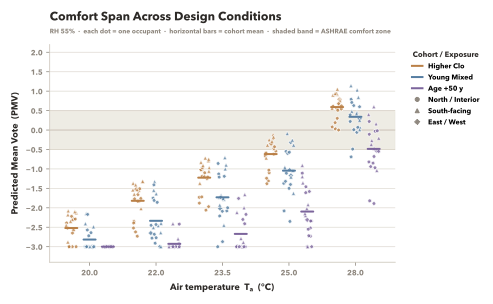 Comfort Span Across Design Conditions
RH 55% · each dot = one occupant · horizontal bars = cohort mean · shaded band = ASHRAE comfort zone
Predicted Mean Vote (PMV)
2.0
1.5
1.0
0.5
0.0
−0.5
−1.0
−1.5
−2.0
−2.5
−3.0
20.0 22.0 23.5 25.0 28.0
Air temperature Tₐ (°C)
Cohort / Exposure
Higher Clo
Young Mixed
Age +50 y
North / Interior
South-facing
East / West